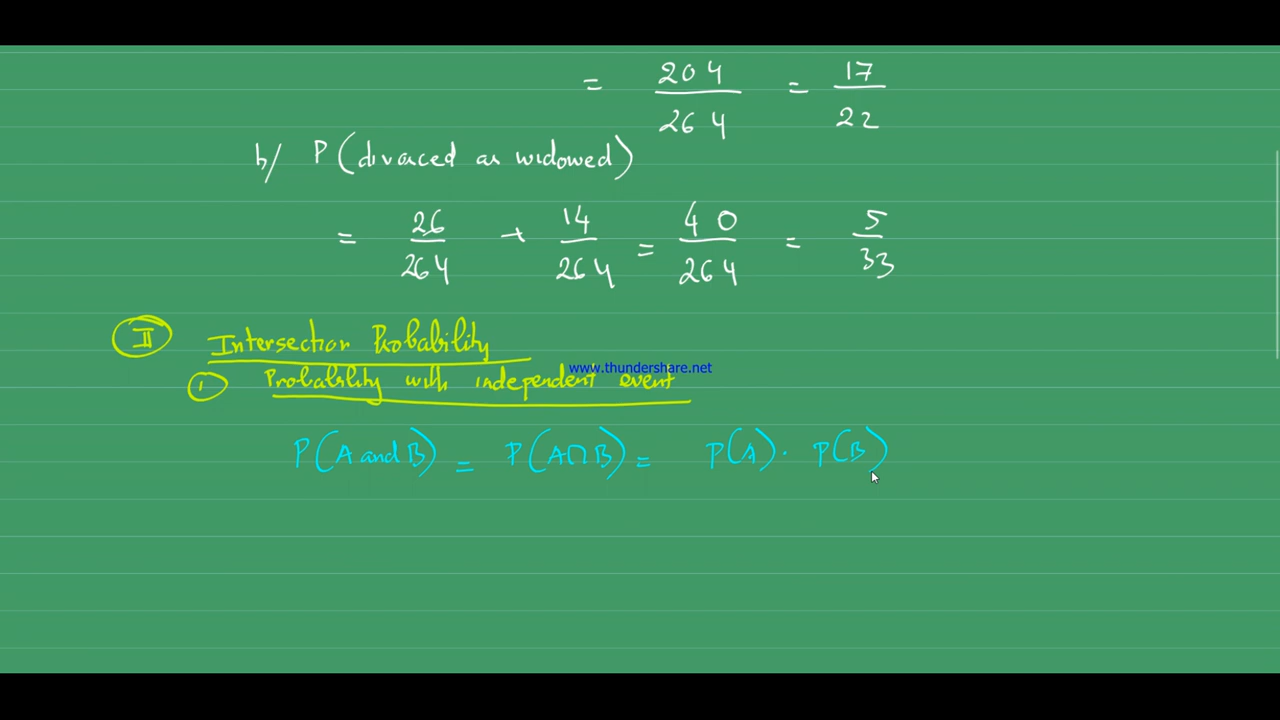 = 204/264 = 17/22
b/ P(divorced or widowed)
= 26/264 + 14/264 = 40/264 = 5/33
II Intersection Probability
www.thundershare.net
1) Probability with independent event
P(A and B) = P(A∩B) = P(A) · P(B)